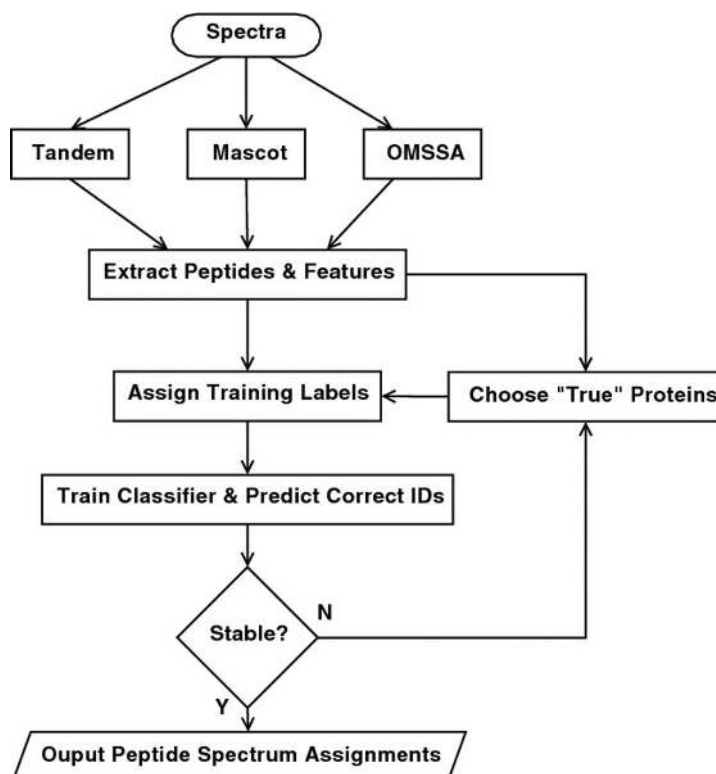 Spectra
Tandem
Mascot
OMSSA
Extract Peptides & Features
Assign Training Labels
Choose "True" Proteins
Train Classifier & Predict Correct IDs
Stable?
N
Y
Ouput Peptide Spectrum Assignments